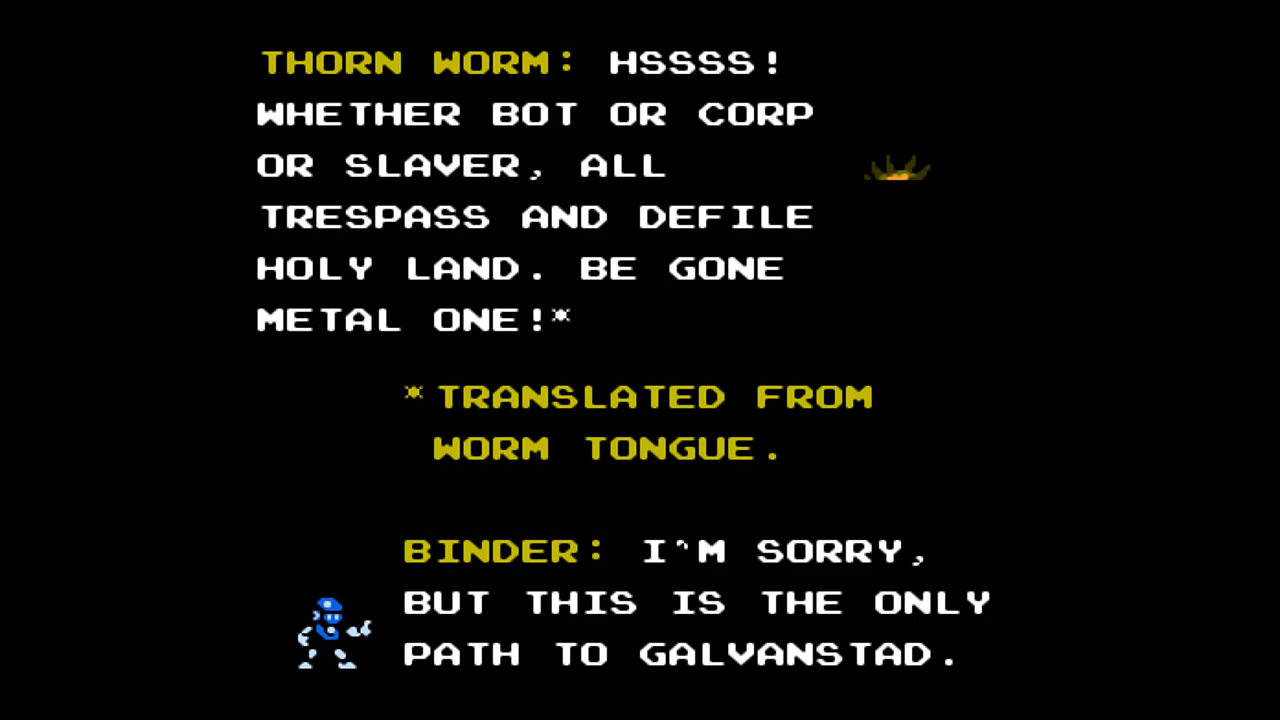 THORN WORM: HSSSS!
WHETHER BOT OR CORP
OR SLAVER, ALL
TRESPASS AND DEFILE
HOLY LAND. BE GONE
METAL ONE!*
*TRANSLATED FROM
WORM TONGUE.
BINDER: I'M SORRY,
BUT THIS IS THE ONLY
PATH TO GALVANSTAD.